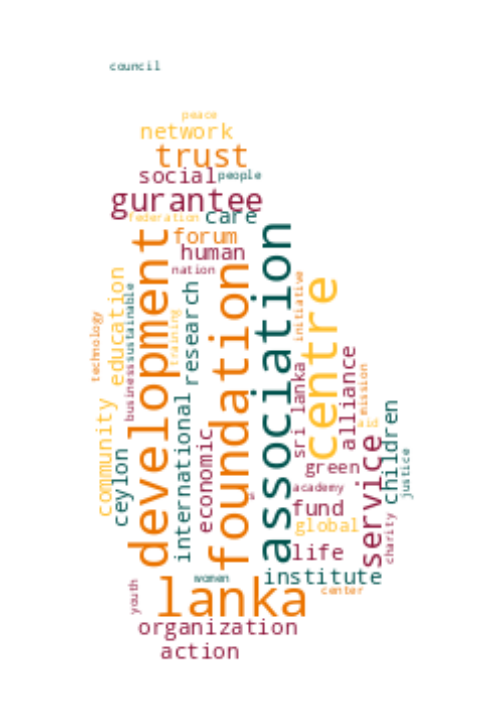 council
peace
network
trust
social
people
gurantee
federation
care
forum
human
nation
development
foundation
association
centre
initiative
training
research
education
sustainable
business
technology
community
ceylon
international
economic
sri lanka
alliance
mission
children
justice
service
charity
green
academy
fund
global
life
institute
women
center
youth
lanka
organization
action